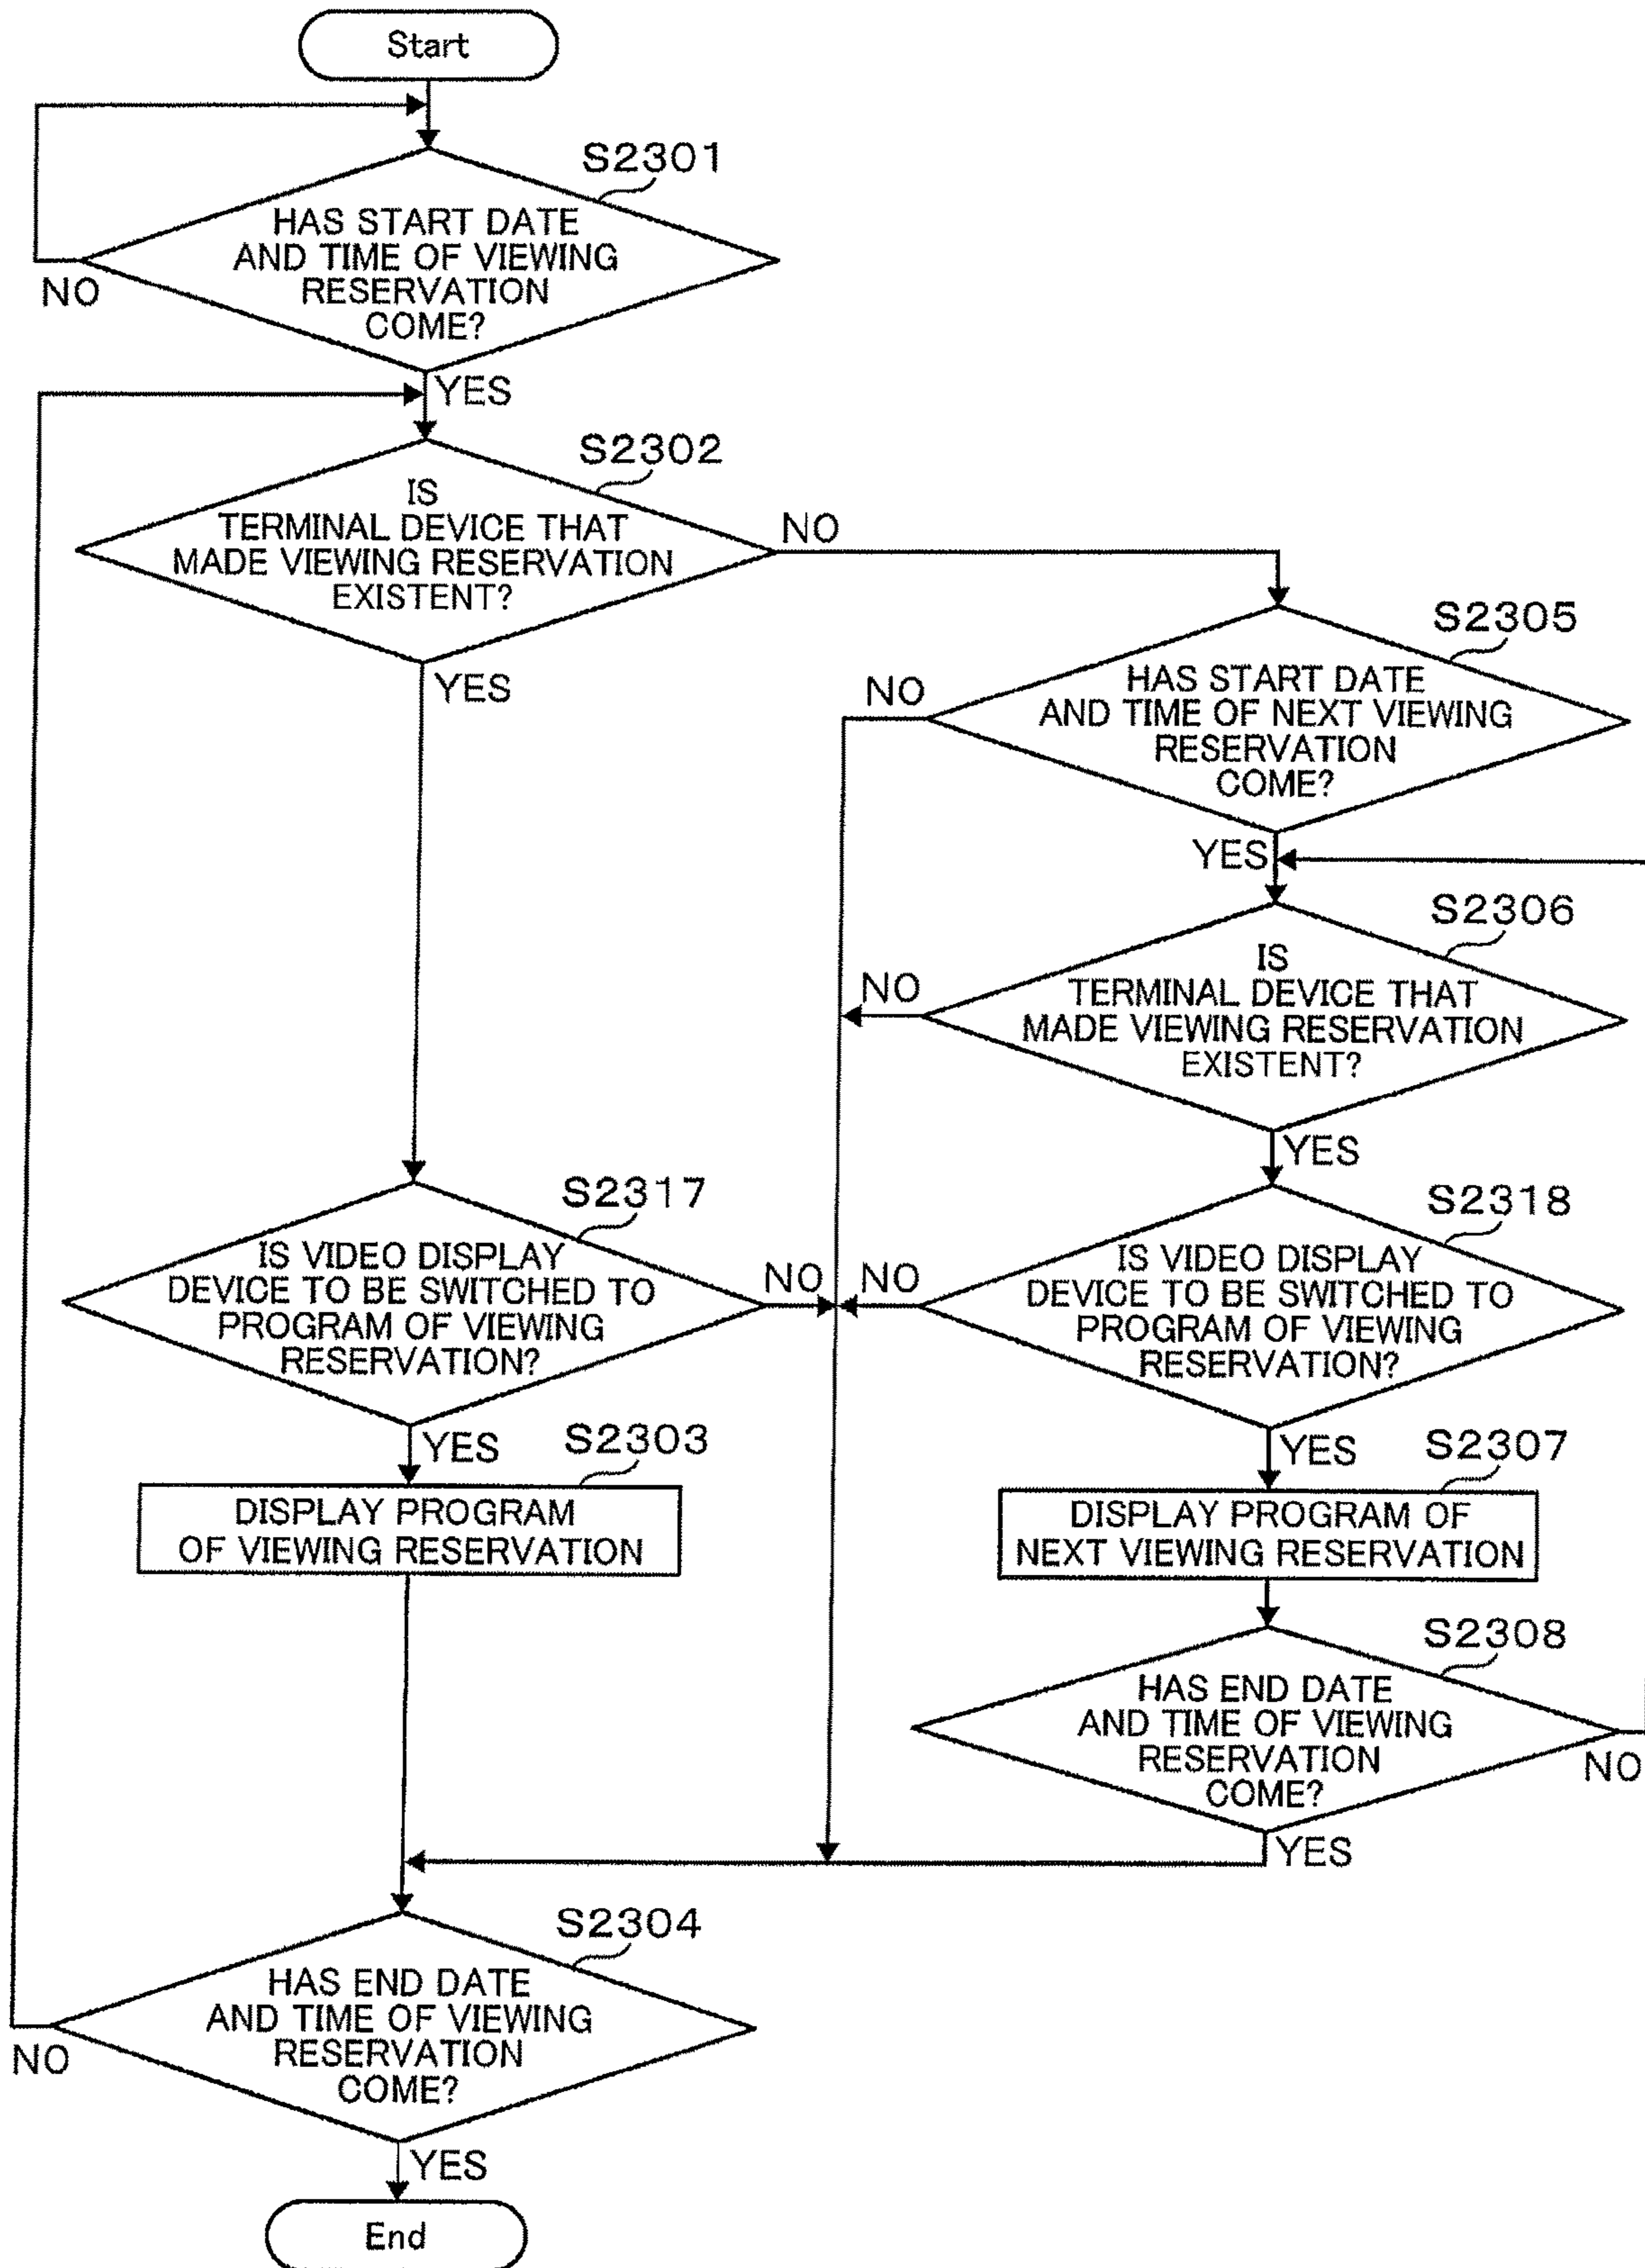 Start
S2301
HAS START DATE
AND TIME OF VIEWING
RESERVATION
COME?
NO
YES
S2302
IS
TERMINAL DEVICE THAT
MADE VIEWING RESERVATION
EXISTENT?
NO
YES
S2305
HAS START DATE
AND TIME OF NEXT VIEWING
RESERVATION
COME?
NO
YES
S2306
IS
TERMINAL DEVICE THAT
MADE VIEWING RESERVATION
EXISTENT?
NO
YES
S2317
IS VIDEO DISPLAY
DEVICE TO BE SWITCHED TO
PROGRAM OF VIEWING
RESERVATION?
NO
YES
S2318
IS VIDEO DISPLAY
DEVICE TO BE SWITCHED TO
PROGRAM OF VIEWING
RESERVATION?
NO
YES
S2303
DISPLAY PROGRAM
OF VIEWING RESERVATION
S2307
DISPLAY PROGRAM OF
NEXT VIEWING RESERVATION
S2308
HAS END DATE
AND TIME OF VIEWING
RESERVATION
COME?
NO
YES
S2304
HAS END DATE
AND TIME OF VIEWING
RESERVATION
COME?
NO
YES
End